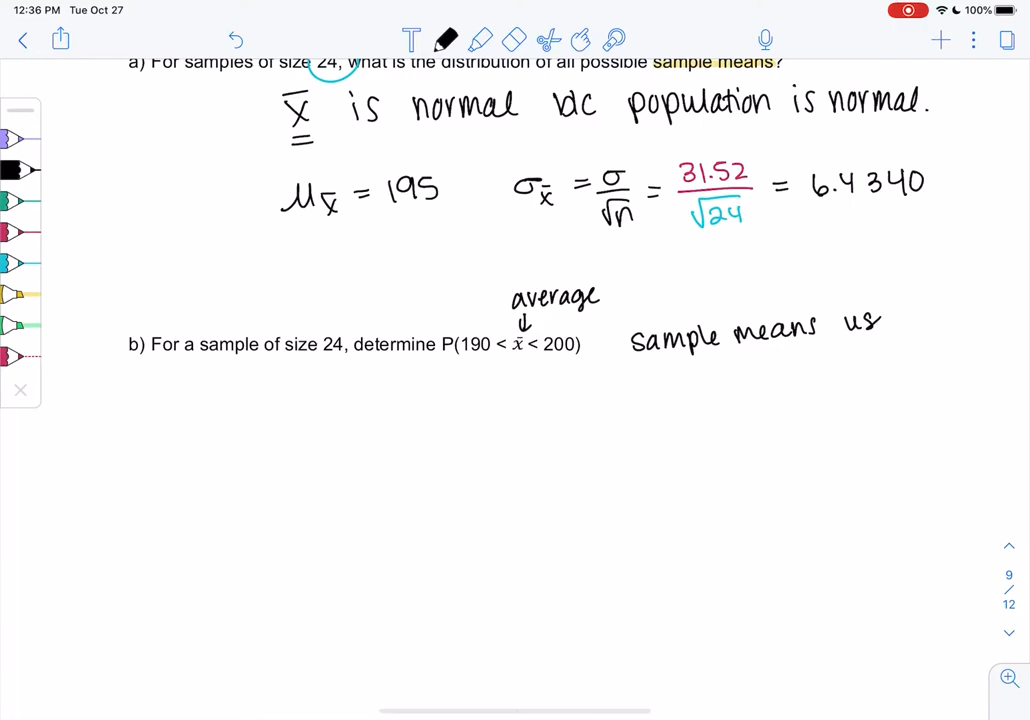 12:36 PM Tue Oct 27
100%
a) For samples of size 24, what is the distribution of all possible sample means?
x̄ is normal b/c population is normal.
μx̄ = 195 σx̄ = σ/√n = 31.52/√24 = 6.4340
average
↓
b) For a sample of size 24, determine P(190 < x̄ < 200) sample means us
9
/
12